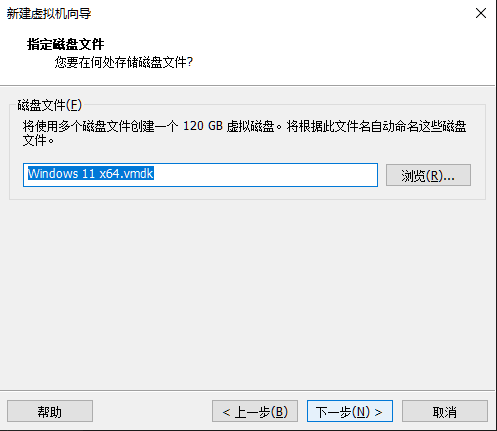 新建虚拟机向导
指定磁盘文件
您要在何处存储磁盘文件?
磁盘文件(F)
将使用多个磁盘文件创建一个 120 GB 虚拟磁盘。将根据此文件名自动命名这些磁盘
文件。
Windows 11 x64.vmdk
浏览(R)...
帮助
< 上一步(B)
下一步(N) >
取消